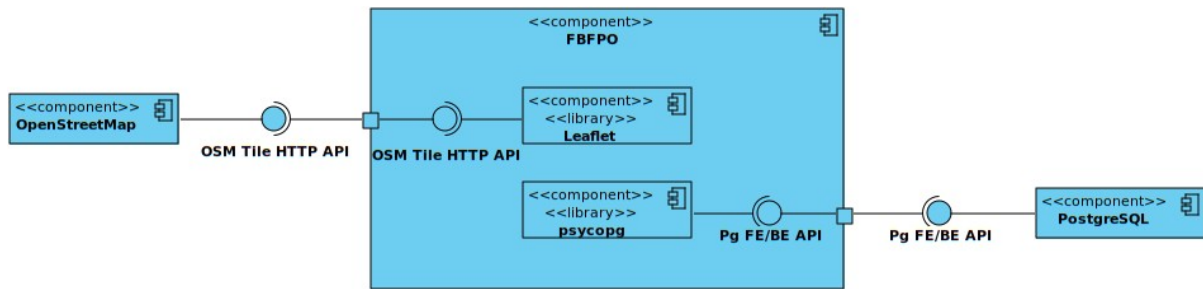 <<component>>
FBFPO
<<component>>
OpenStreetMap
OSM Tile HTTP API
OSM Tile HTTP API
<<component>>
<<library>>
Leaflet
<<component>>
<<library>>
psycopg
Pg FE/BE API
Pg FE/BE API
<<component>>
PostgreSQL